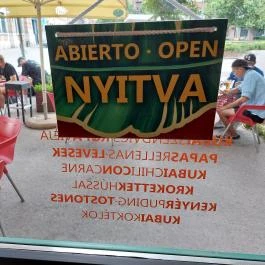 ABIERTO · OPEN
NYITVA
PAPASRELLENAS·LEVESEK
KUBAICHILICONCARNE
KROKETTEKHÚSSAL
KENYÉRPUDING·TOSTONES
KUBAIKOKTÉLOK